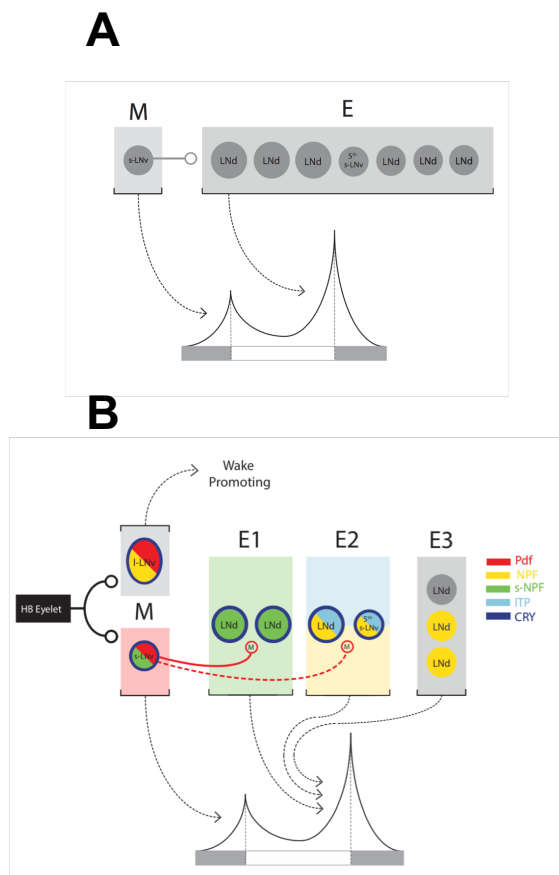 A
M
E
s-LNv
LNd
LNd
LNd
5th
s-LNv
LNd
LNd
LNd
B
Wake
Promoting
l-LNv
HB Eyelet
M
s-LNv
E1
LNd
LNd
M
E2
LNd
5th
s-LNv
M
E3
LNd
LNd
LNd
Pdf
NPF
s-NPF
ITP
CRY